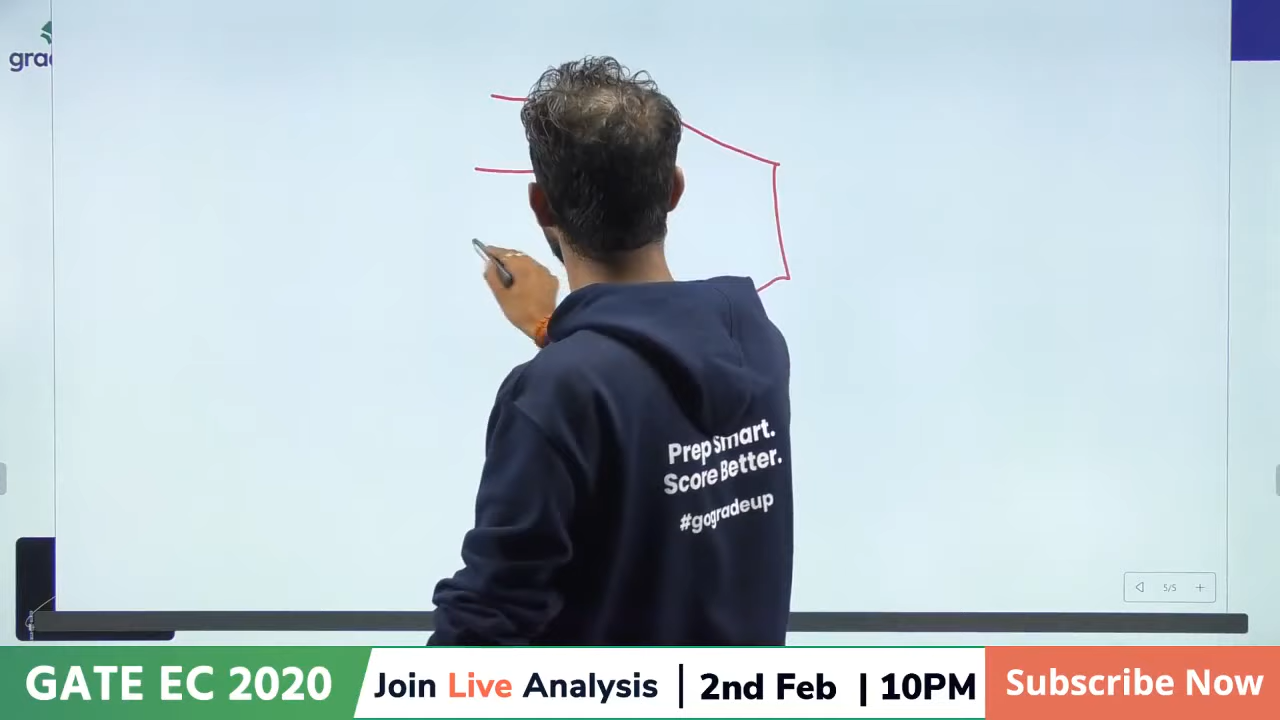 grad
Prep Smart.
Score Better.
#gogradeup
5/5
GATE EC 2020
Join Live Analysis | 2nd Feb | 10PM
Subscribe Now